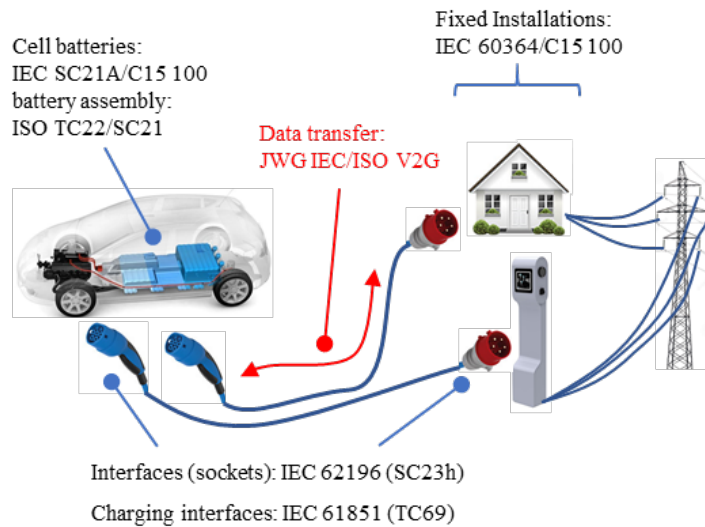 Cell batteries:
IEC SC21A/C15 100
battery assembly:
ISO TC22/SC21
Fixed Installations:
IEC 60364/C15 100
Data transfer:
JWG IEC/ISO V2G
Interfaces (sockets): IEC 62196 (SC23h)
Charging interfaces: IEC 61851 (TC69)